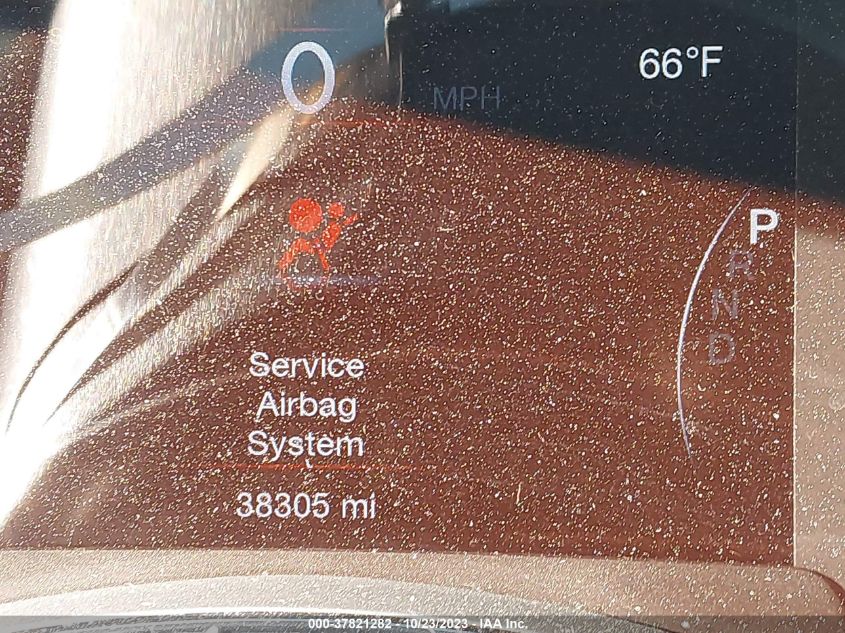 0
MPH
66°F
P
R
N
D
Service
Airbag
System
38305 mi
000-37821282 - 10/23/2023 - IAA Inc.